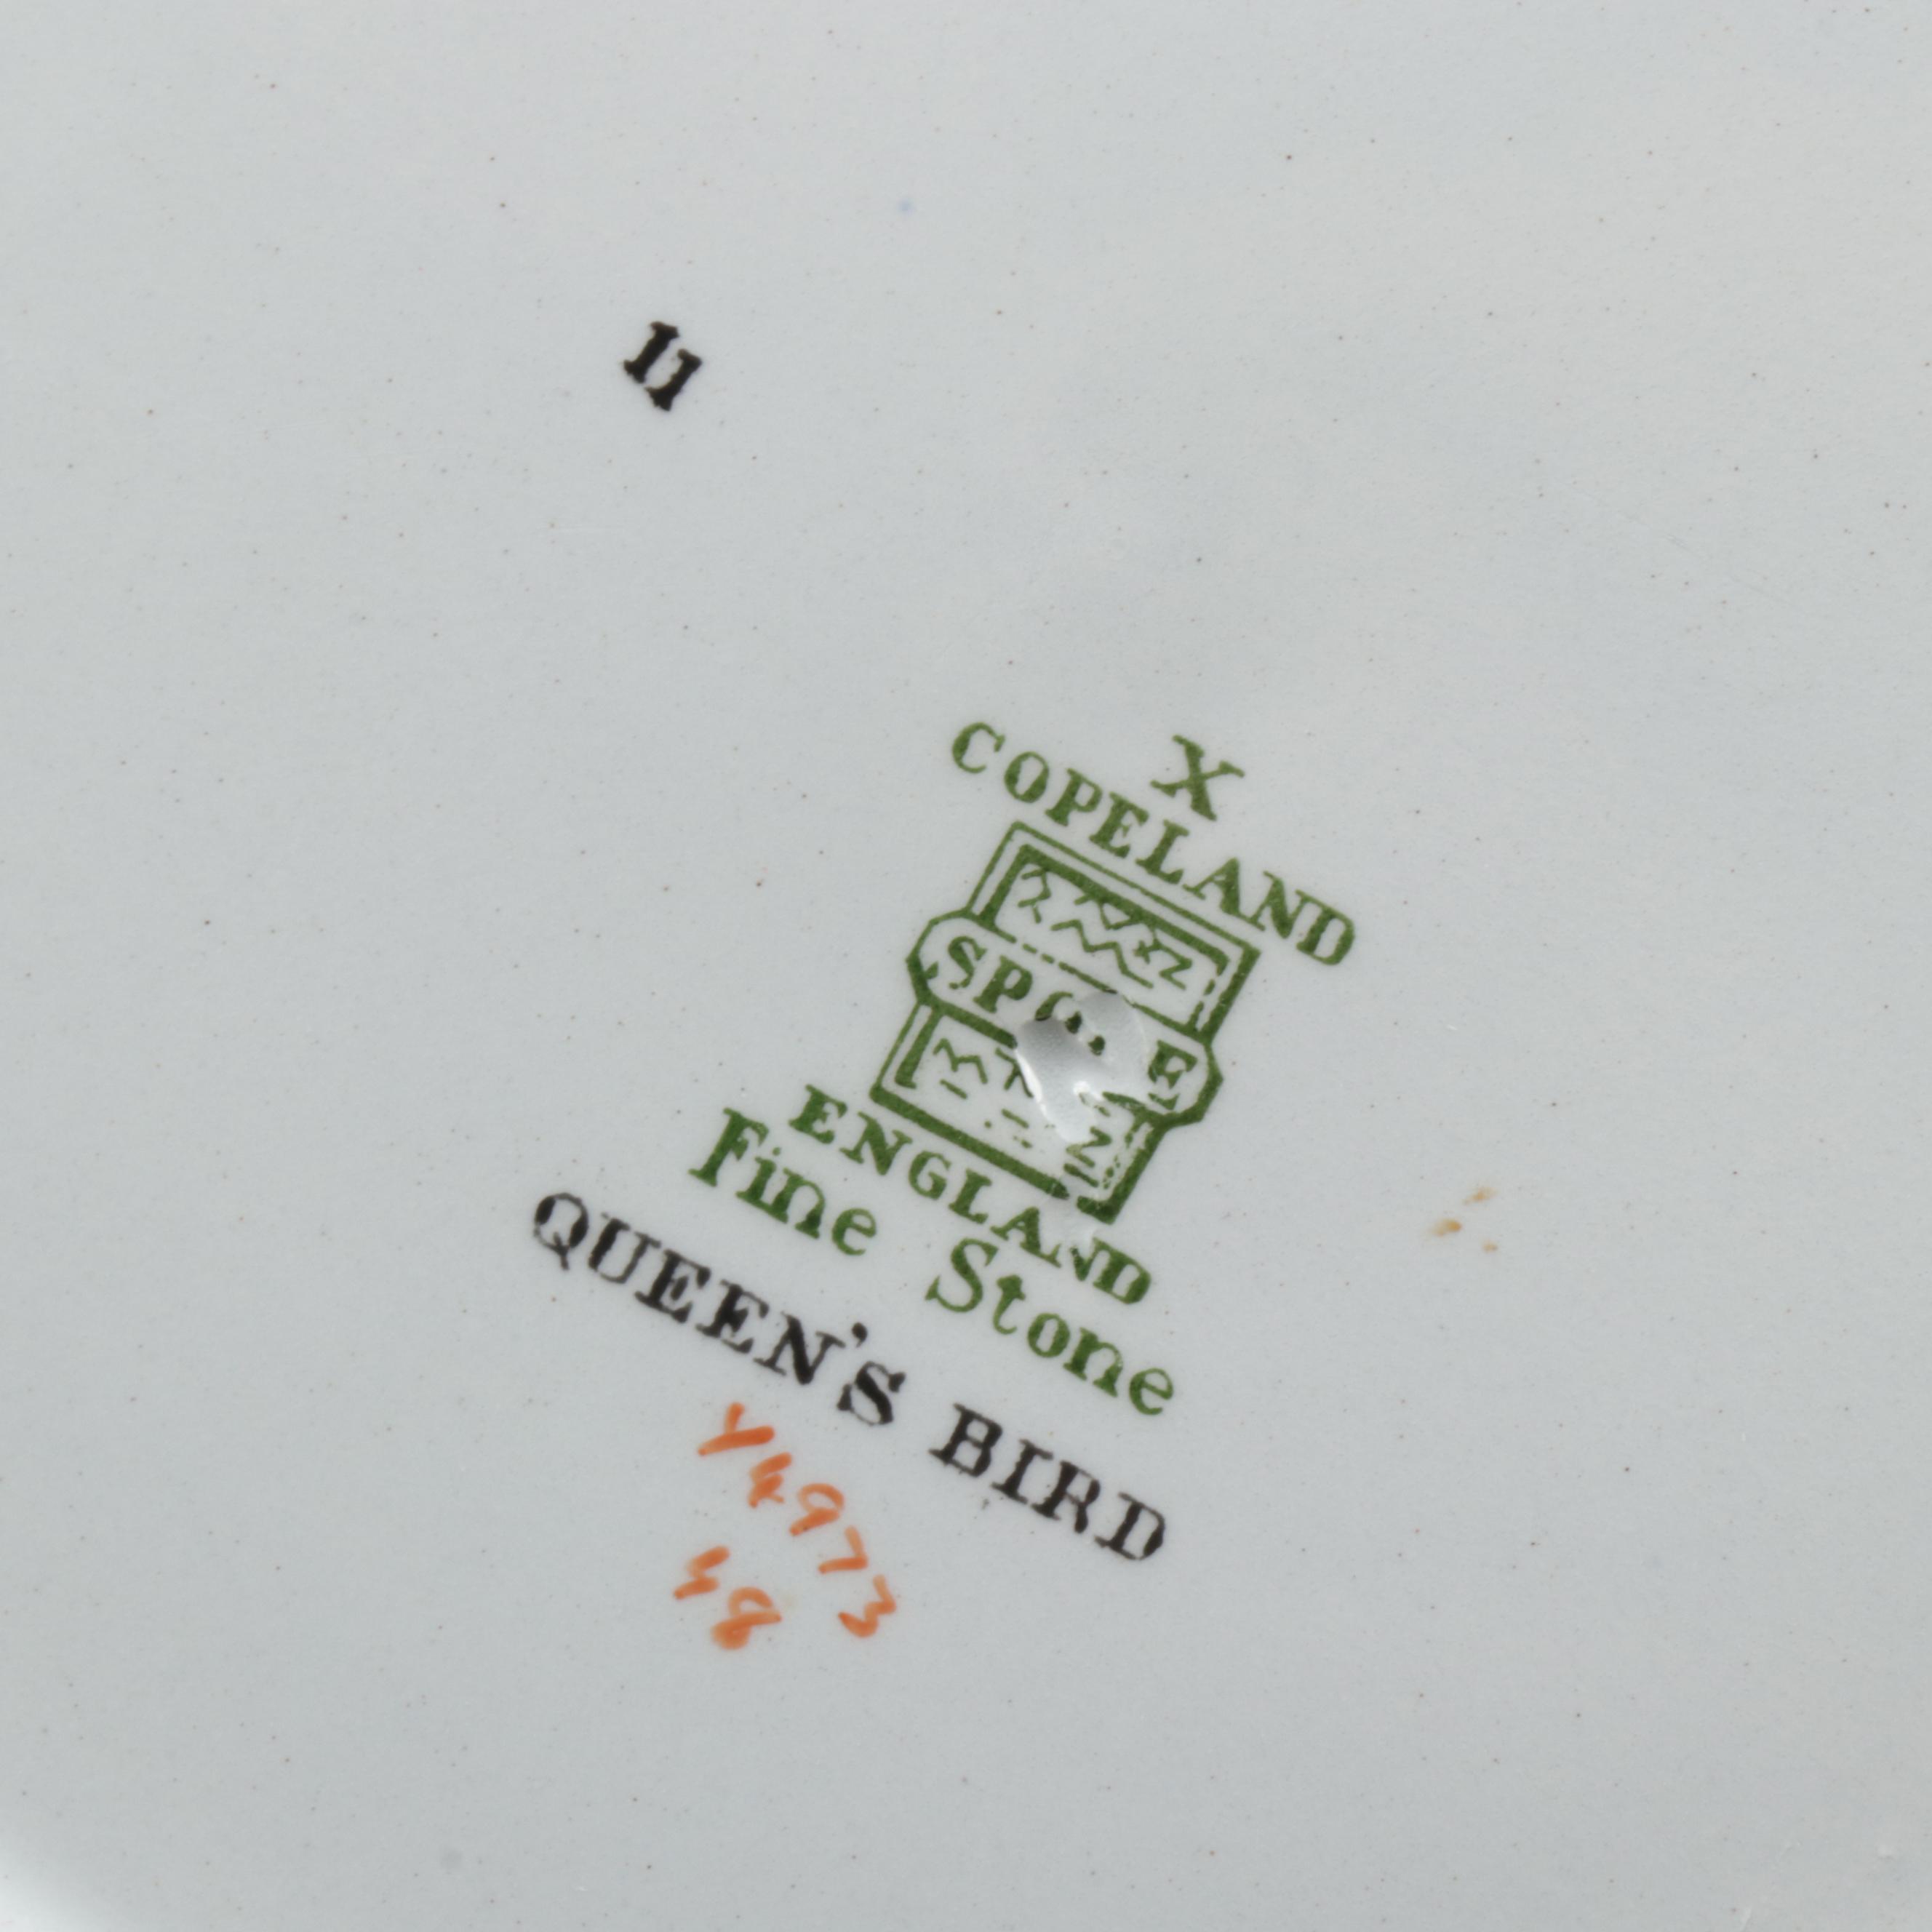 11
X
COPELAND
SPODE
ENGLAND
Fine Stone
QUEEN'S BIRD
Y4973
48